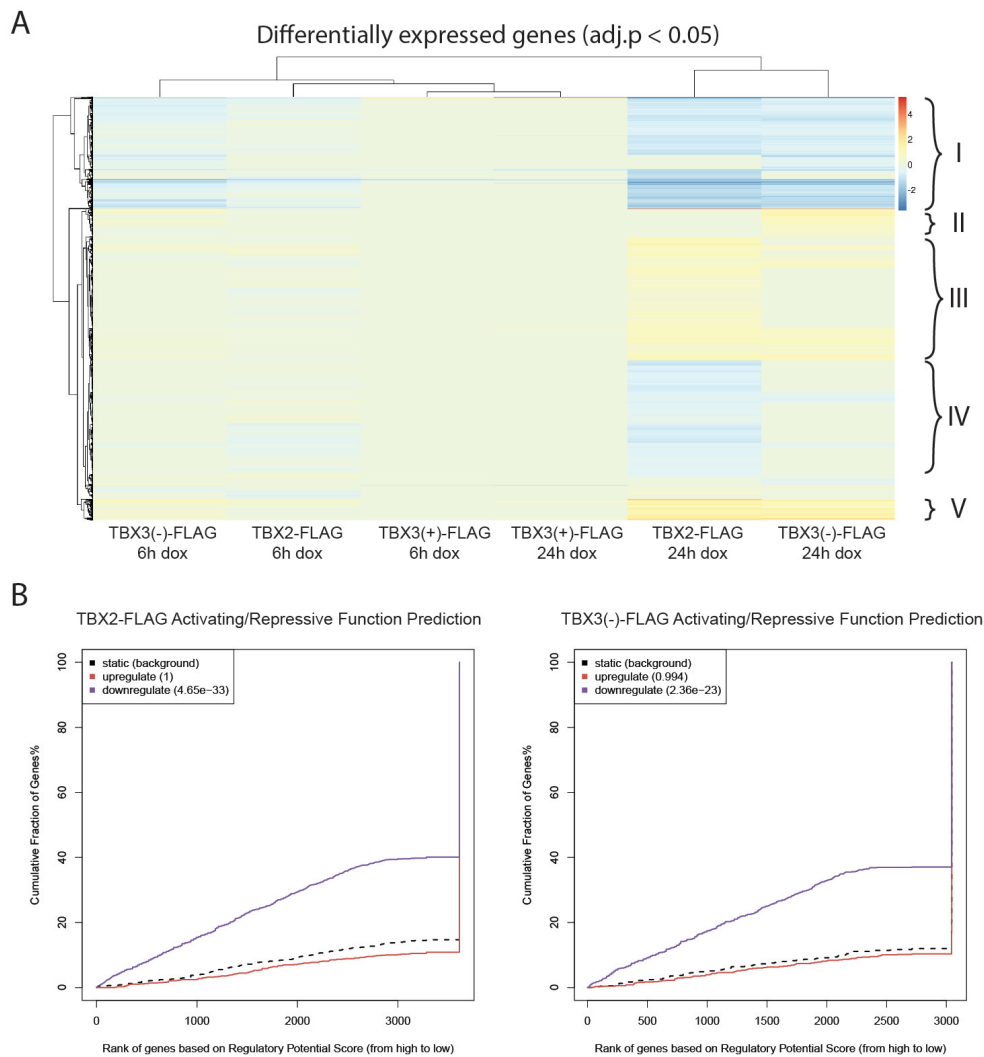 A
Differentially expressed genes (adj.p < 0.05)
4
2
0
-2
I
II
III
IV
V
TBX3(-)-FLAG
6h dox
TBX2-FLAG
6h dox
TBX3(+)-FLAG
6h dox
TBX3(+)-FLAG
24h dox
TBX2-FLAG
24h dox
TBX3(-)-FLAG
24h dox
B
TBX2-FLAG Activating/Repressive Function Prediction
static (background)
upregulate (1)
downregulate (4.65e−33)
Cumulative Fraction of Genes%
100
80
60
40
20
0
0 1000 2000 3000
Rank of genes based on Regulatory Potential Score (from high to low)
TBX3(-)-FLAG Activating/Repressive Function Prediction
static (background)
upregulate (0.994)
downregulate (2.36e−23)
Cumulative Fraction of Genes%
100
80
60
40
20
0
0 500 1000 1500 2000 2500 3000
Rank of genes based on Regulatory Potential Score (from high to low)